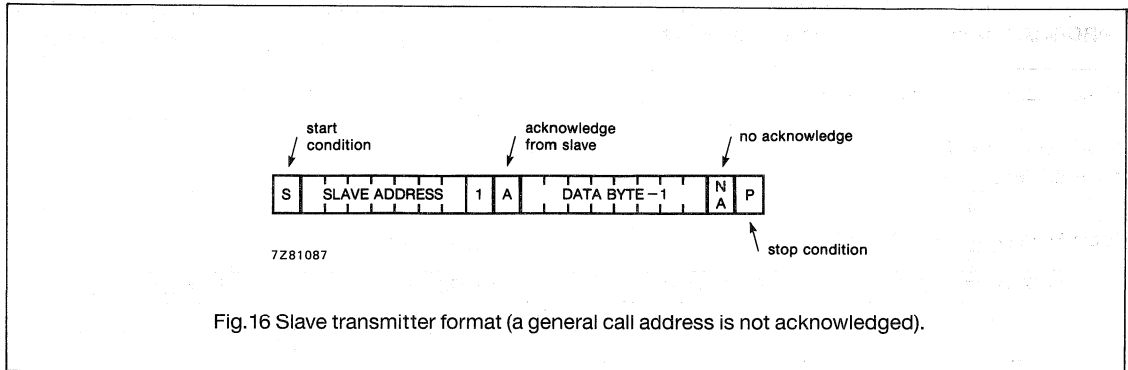 start
condition
acknowledge
from slave
no acknowledge
S SLAVE ADDRESS 1 A DATA BYTE – 1 N
A P
7Z81087
stop condition
Fig.16 Slave transmitter format (a general call address is not acknowledged).